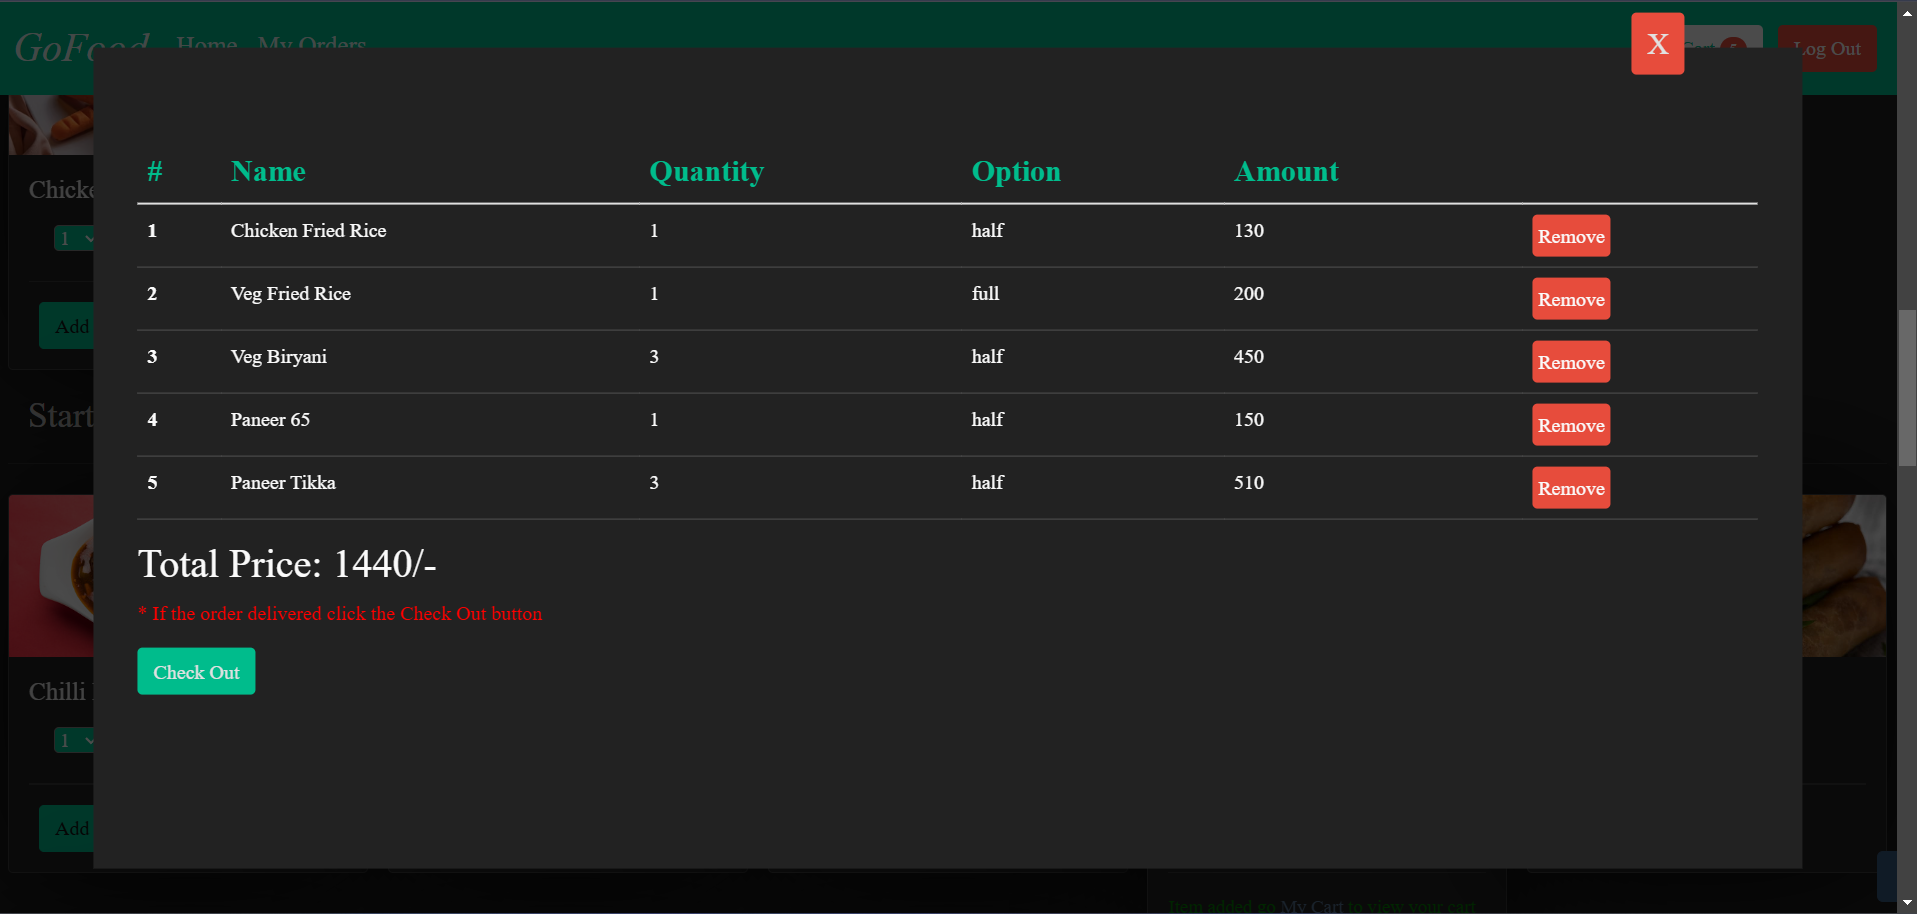 GoFood Home My Orders
X
Cart 5 Log Out
# Name Quantity Option Amount
1 Chicken Fried Rice 1 half 130 Remove
2 Veg Fried Rice 1 full 200 Remove
3 Veg Biryani 3 half 450 Remove
4 Paneer 65 1 half 150 Remove
5 Paneer Tikka 3 half 510 Remove
Total Price: 1440/-
* If the order delivered click the Check Out button
Check Out
Chicke
1
Add
Start
Chilli
1
Add
Item added go My Cart to view your cart